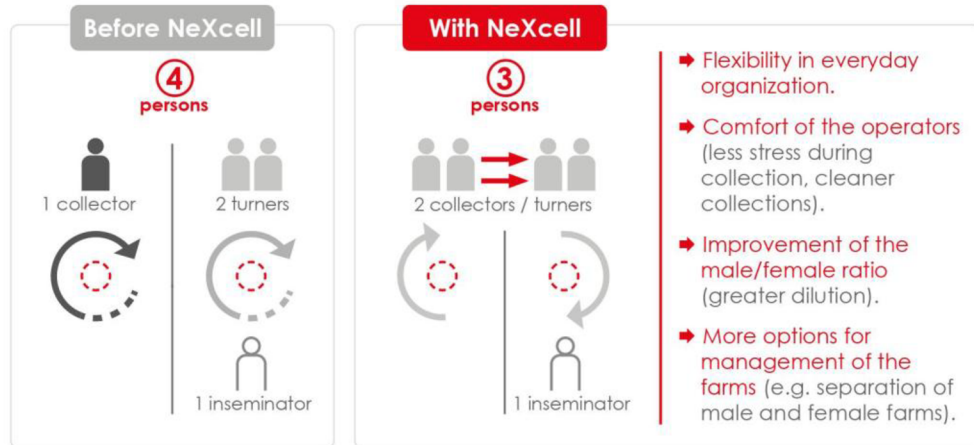 Before NeXcell
4
persons
1 collector
2 turners
1 inseminator
With NeXcell
3
persons
2 collectors / turners
1 inseminator
Flexibility in everyday
organization.
Comfort of the operators
(less stress during
collection, cleaner
collections).
Improvement of the
male/female ratio
(greater dilution).
More options for
management of the
farms (e.g. separation of
male and female farms).